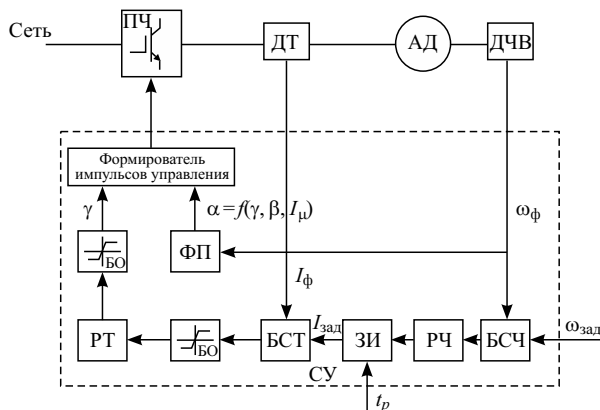 Сеть
ПЧ
ДТ
АД
ДЧВ
Формирователь
импульсов управления
γ
α = f(γ, β, Iμ)
ωф
БО
ФП
Iф
РТ
БО
БСТ
Iзад
ЗИ
РЧ
БСЧ
ωзад
СУ
tp